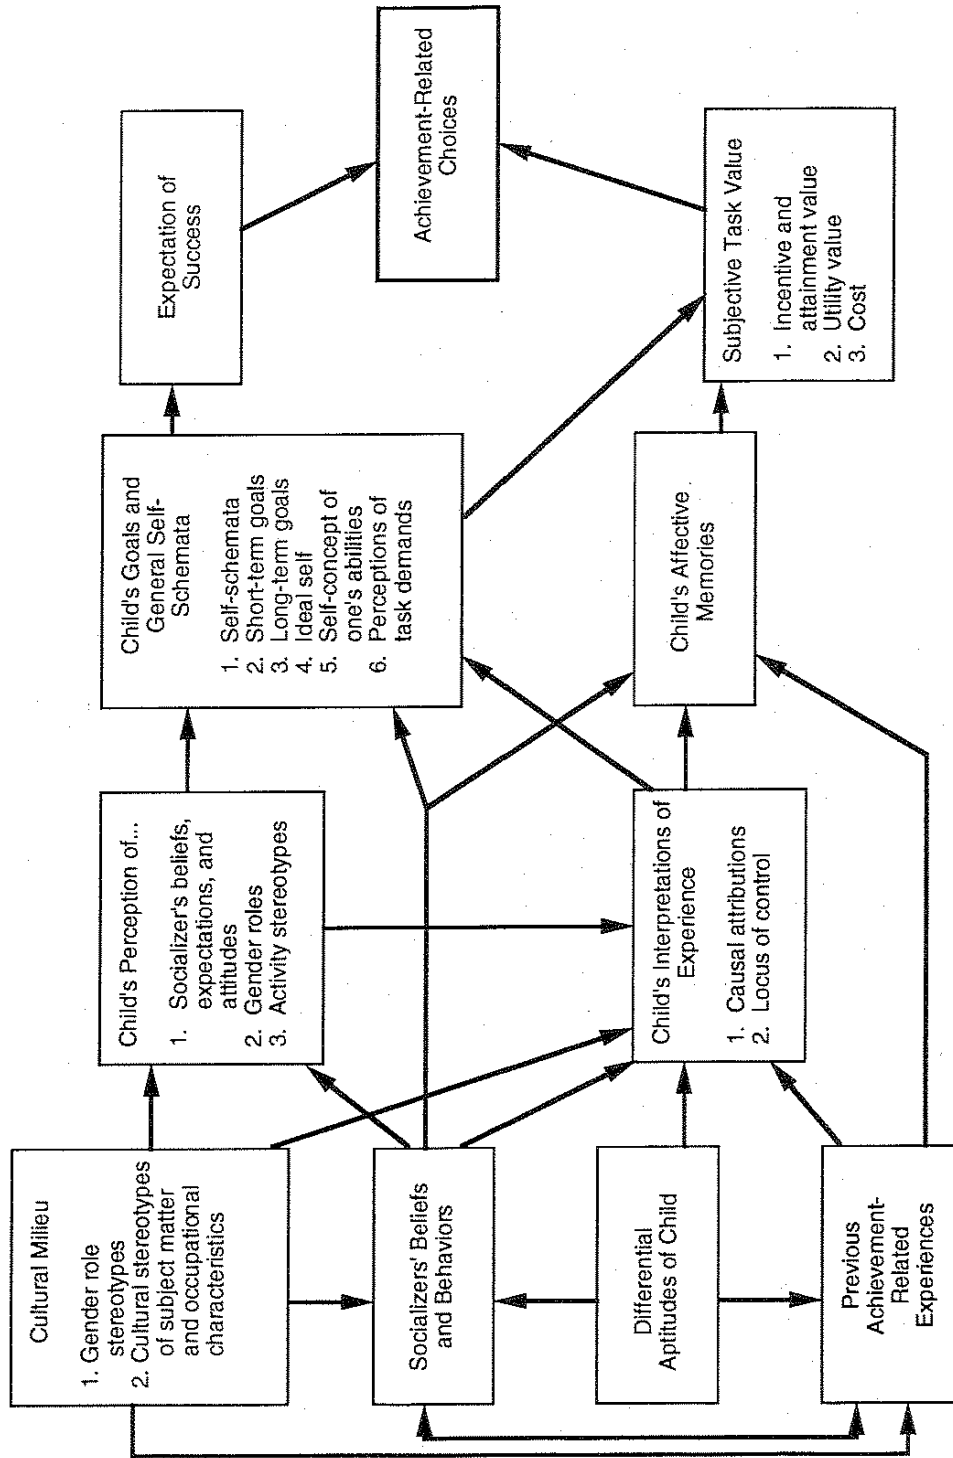 Cultural Milieu
1. Gender role
stereotypes
2. Cultural stereotypes
of subject matter
and occupational
characteristics
Socializers' Beliefs
and Behaviors
Differential
Aptitudes of Child
Previous
Achievement-
Related
Experiences
Child's Perception of...
1. Socializer's beliefs,
expectations, and
attitudes
2. Gender roles
3. Activity stereotypes
Child's Interpretations of
Experience
1. Causal attributions
2. Locus of control
Child's Goals and
General Self-
Schemata
1. Self-schemata
2. Short-term goals
3. Long-term goals
4. Ideal self
5. Self-concept of
one's abilities
6. Perceptions of
task demands
Child's Affective
Memories
Expectation of
Success
Achievement-Related
Choices
Subjective Task Value
1. Incentive and
attainment value
2. Utility value
3. Cost